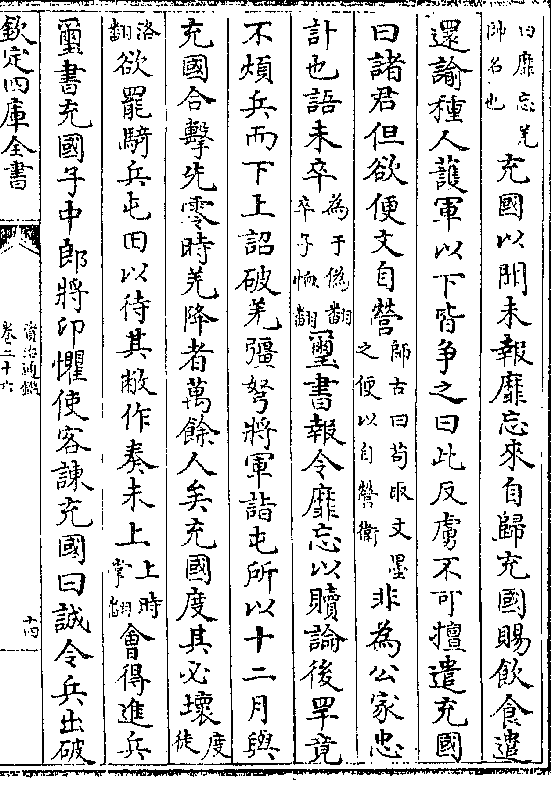 曰靡忘羌
帥名也
充國以聞未報靡忘來自歸充國賜飲食遣
還諭種人䕶軍以下皆争之曰此反虜不可擅遣充國
曰諸君但欲便文自營
師古曰苟取文墨
之便以自營衛
非為公家忠
計也語未卒
為于偽翻
卒子恤翻
璽書報令靡忘以贖論後罕竟
不煩兵而下上詔破羌彊弩將軍詣屯所以十二月與
充國合擊先零時羌降者萬餘人矣充國度其必壞
度
徒
洛
翻
欲罷騎兵屯田以待其敝作奏未上
上時
掌翻
會得進兵
璽書充國子中郎將卬懼使客諫充國曰誠令兵出破
欽定四庫全書
資治通鑑
卷二十六
十四